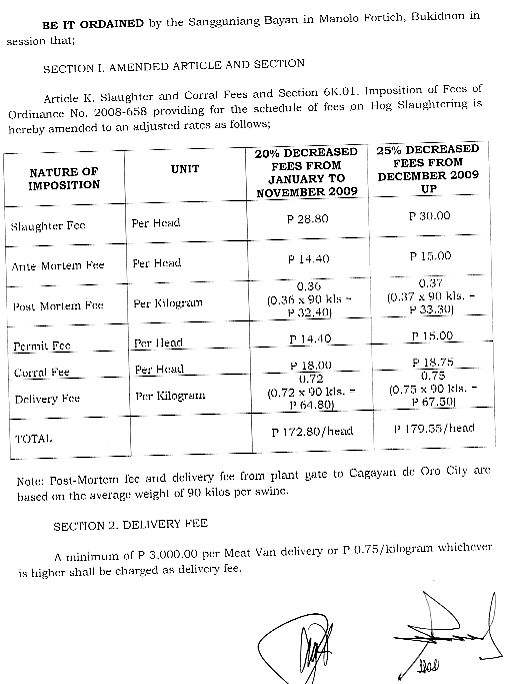 BE IT ORDAINED by the Sangguniang Bayan in Manolo Fortich, Bukidnon in
session that;
SECTION I. AMENDED ARTICLE AND SECTION
Article K. Slaughter and Corral Fees and Section 6K.01. Imposition of Fees of
Ordinance No. 2008-658 providing for the schedule of fees on Hog Slaughtering is
hereby amended to an adjusted rates as follows;
NATURE OF
IMPOSITION
UNIT
20% DECREASED
FEES FROM
JANUARY TO
NOVEMBER 2009
25% DECREASED
FEES FROM
DECEMBER 2009
UP
Slaughter Fee
Per Head
P 28.80
P 30.00
Ante Mortem Fee
Per Head
P 14.40
P 15.00
Post Mortem Fee
Per Kilogram
0.36
(0.36 x 90 kls -
P 32.40)
0.37
(0.37 x 90 kls. -
P 33.30)
Permit Fee
Per Head
P 14.40
P 15.00
Corral Fee
Per Head
P 18.00
P 18.75
Delivery Fee
Per Kilogram
0.72
(0.72 x 90 kls. -
P 64.80)
0.75
(0.75 x 90 kls. -
P 67.50)
TOTAL
P 172.80/head
P 179.55/head
Note: Post-Mortem fee and delivery fee from plant gate to Cagayan de Oro City are
based on the average weight of 90 kilos per swine.
SECTION 2. DELIVERY FEE
A minimum of P 3,000.00 per Meat Van delivery or P 0.75/kilogram whichever
is higher shall be charged as delivery fee.